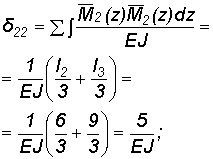 δ₂₂ = Σ∫ M̅₂(z)M̅₂(z)dz / EJ =
= 1/EJ (l₂/3 + l₃/3) =
= 1/EJ (6/3 + 9/3) = 5/EJ ;